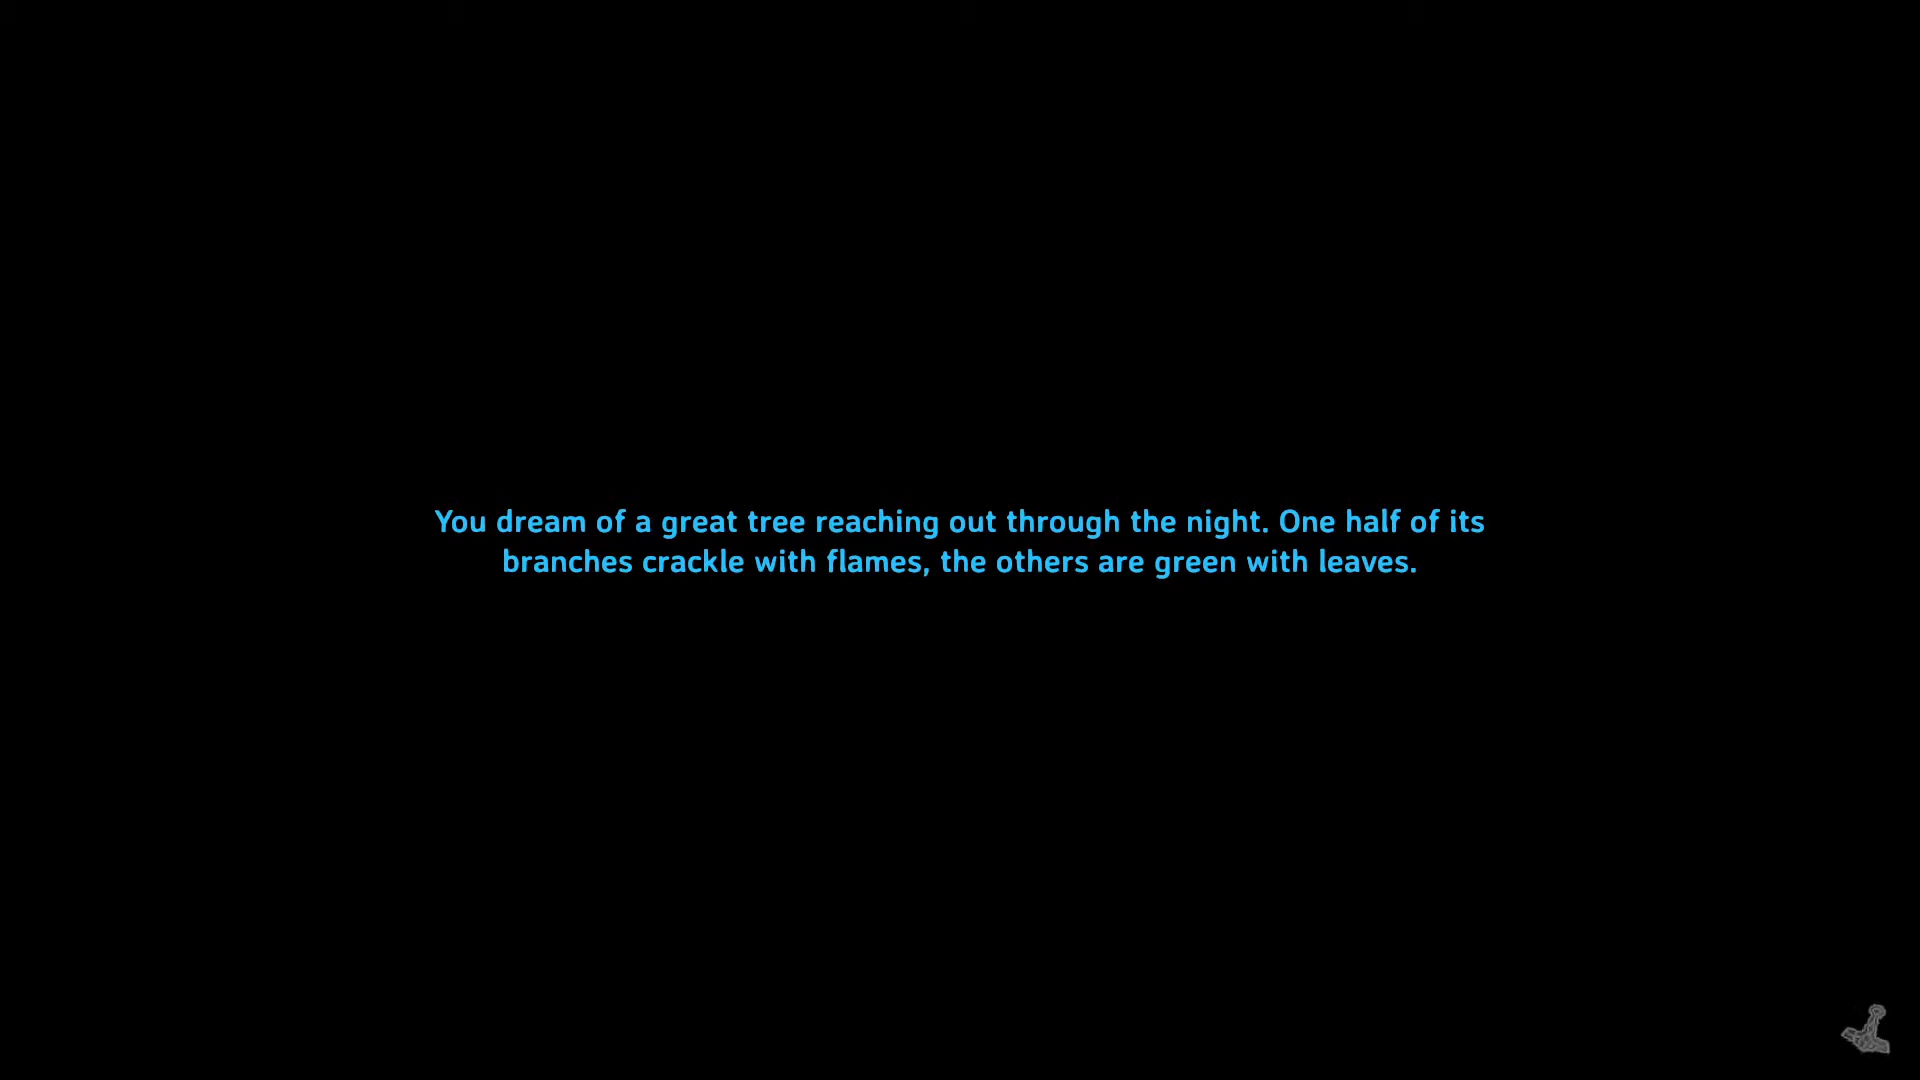 You dream of a great tree reaching out through the night. One half of its
branches crackle with flames, the others are green with leaves.